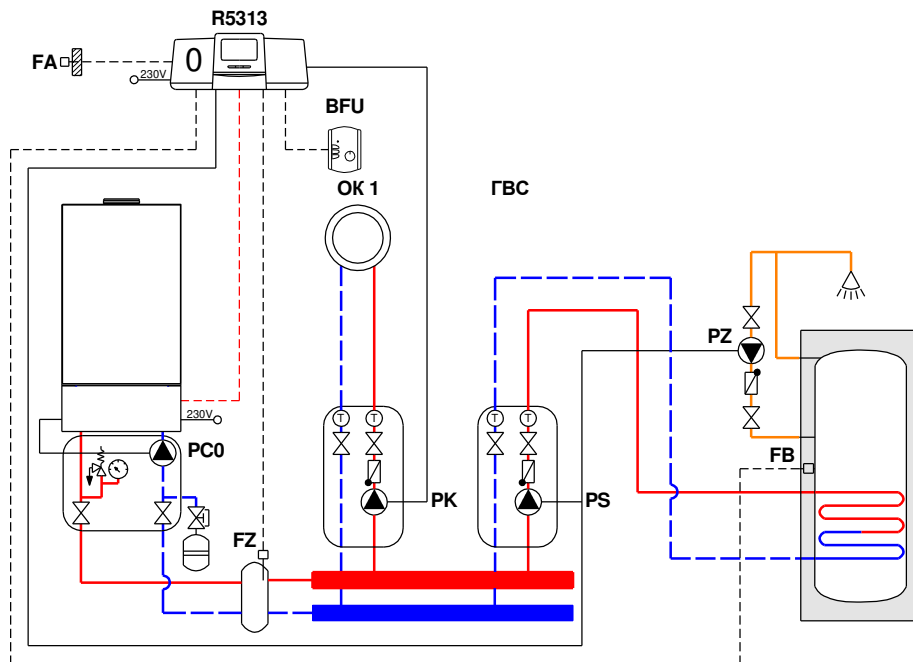 R5313
FA
230V
0
BFU
ОК 1
ГВС
PZ
T
T
T
T
230V
PC0
FB
PK
PS
FZ